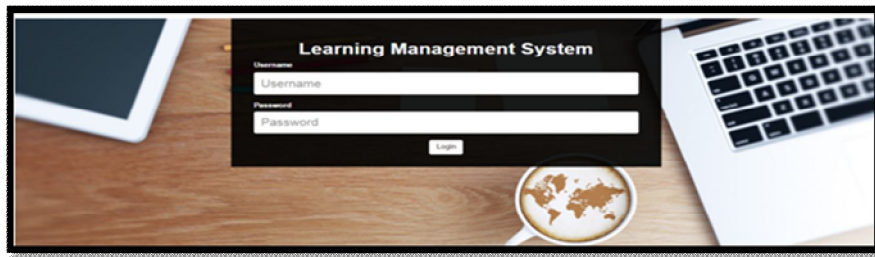 Learning Management System
Username
Username
Password
Password
Login